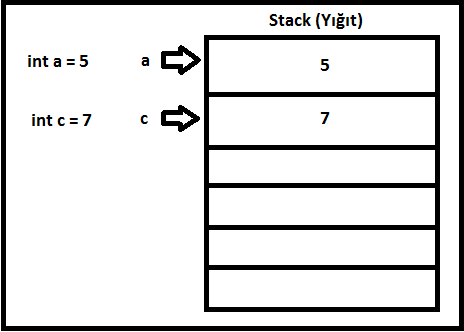 Stack (Yığıt)
int a = 5 a 5
int c = 7 c 7